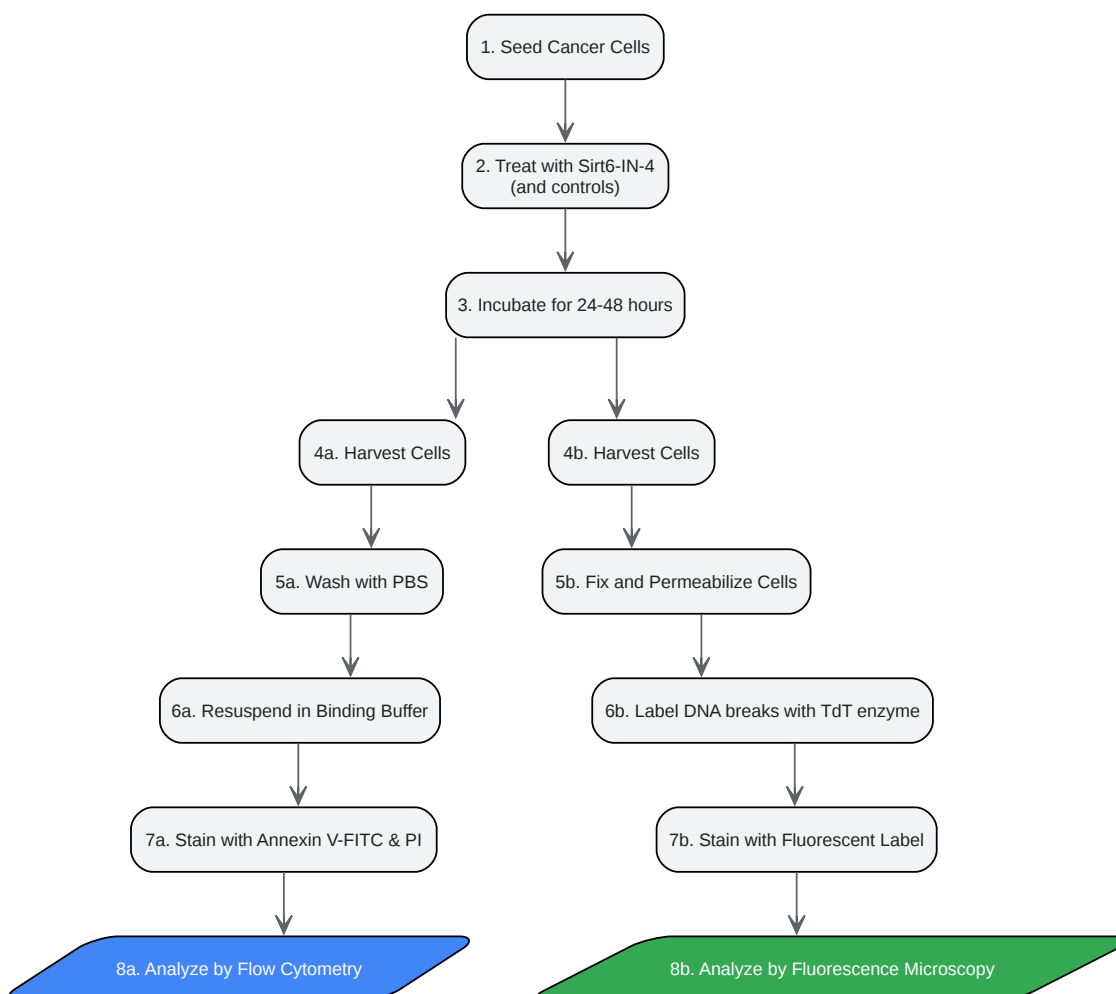 1. Seed Cancer Cells
2. Treat with Sirt6-IN-4
(and controls)
3. Incubate for 24-48 hours
4a. Harvest Cells
4b. Harvest Cells
5a. Wash with PBS
5b. Fix and Permeabilize Cells
6a. Resuspend in Binding Buffer
6b. Label DNA breaks with TdT enzyme
7a. Stain with Annexin V-FITC & PI
7b. Stain with Fluorescent Label
8a. Analyze by Flow Cytometry
8b. Analyze by Fluorescence Microscopy